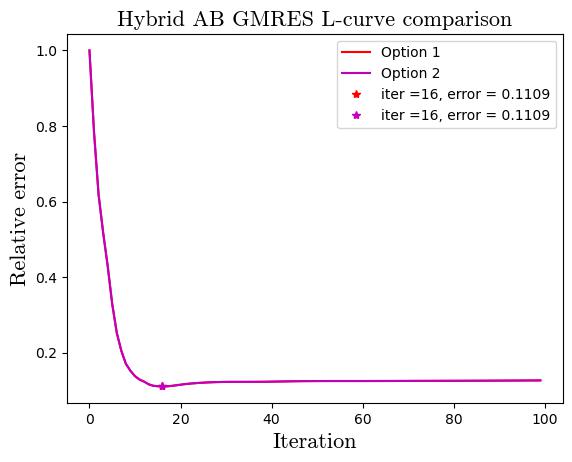 Hybrid AB GMRES L-curve comparison
Option 1
Option 2
iter =16, error = 0.1109
iter =16, error = 0.1109
Relative error
1.0
0.8
0.6
0.4
0.2
0
20
40
60
80
100
Iteration